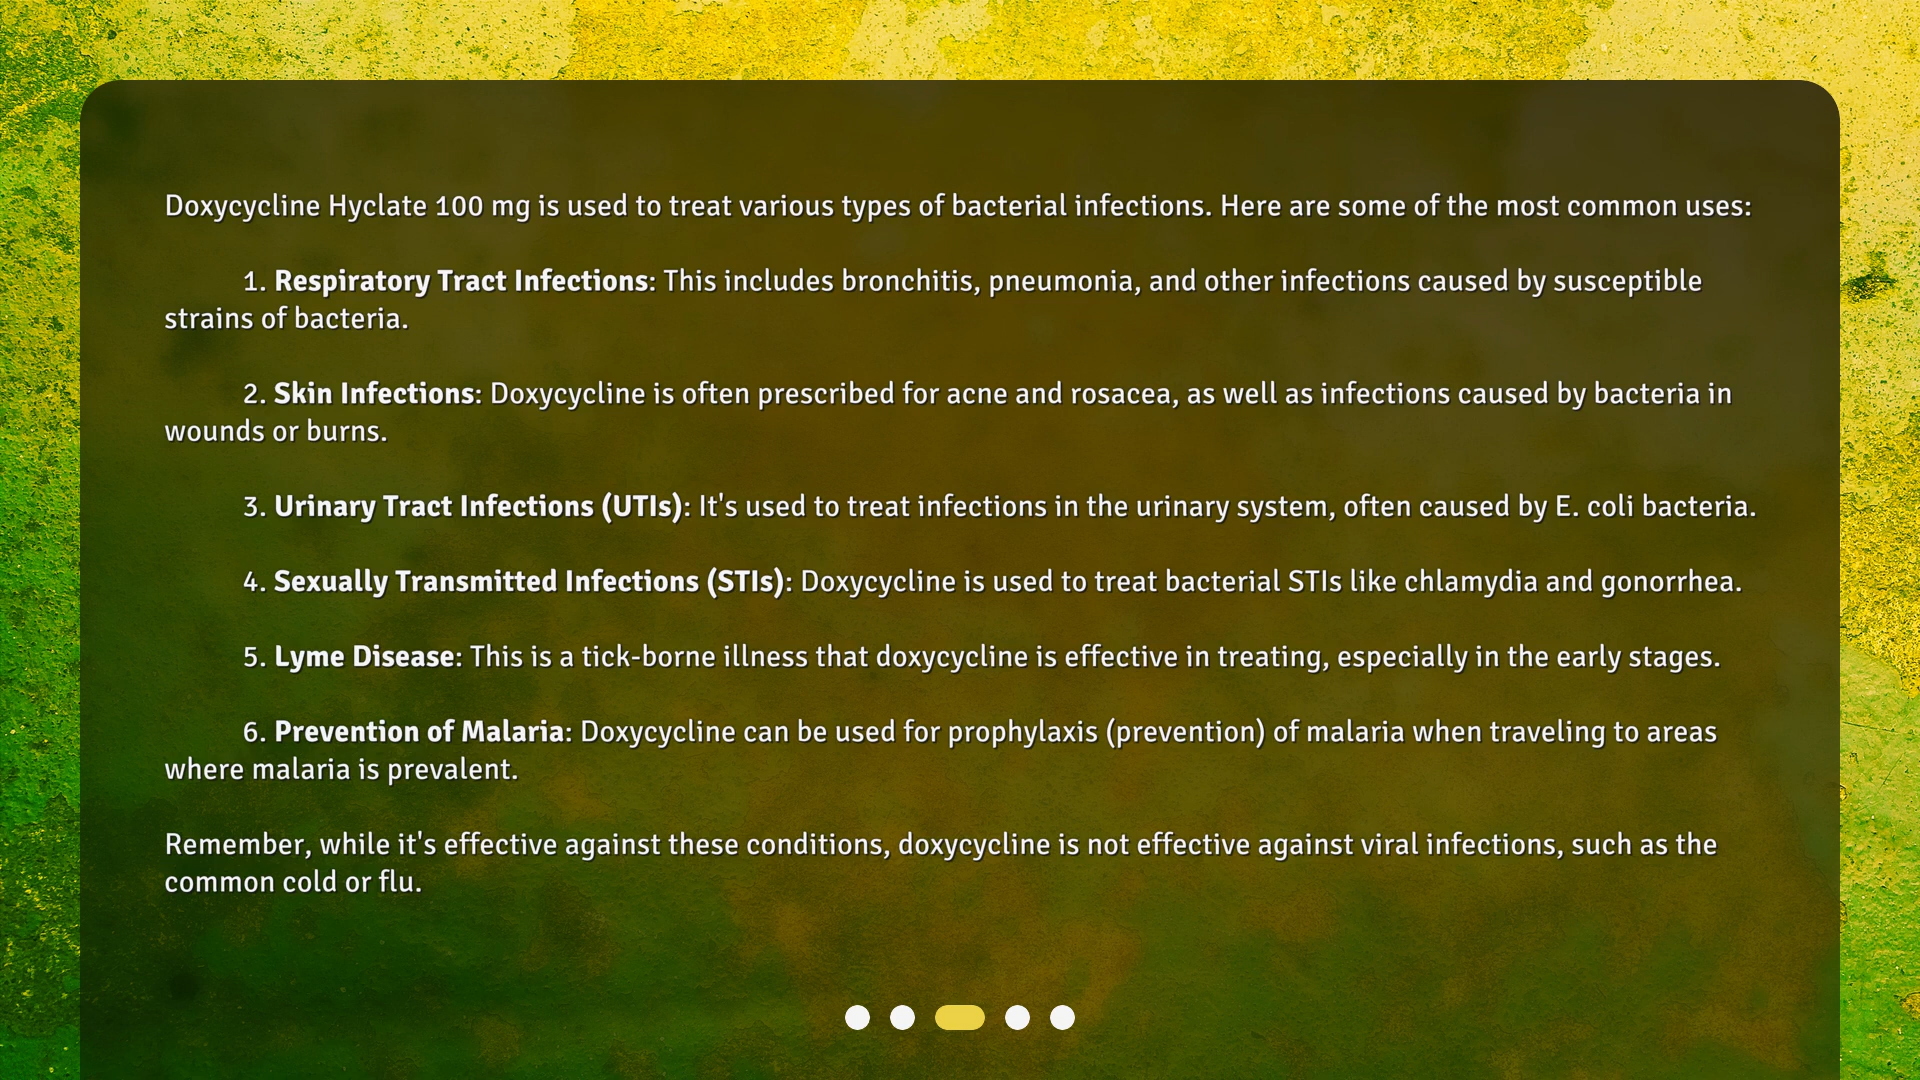 Doxycycline Hyclate 100 mg is used to treat various types of bacterial infections. Here are some of the most common uses:
1. Respiratory Tract Infections: This includes bronchitis, pneumonia, and other infections caused by susceptible
strains of bacteria.
2. Skin Infections: Doxycycline is often prescribed for acne and rosacea, as well as infections caused by bacteria in
wounds or burns.
3. Urinary Tract Infections (UTIs): It's used to treat infections in the urinary system, often caused by E. coli bacteria.
4. Sexually Transmitted Infections (STIs): Doxycycline is used to treat bacterial STIs like chlamydia and gonorrhea.
5. Lyme Disease: This is a tick-borne illness that doxycycline is effective in treating, especially in the early stages.
6. Prevention of Malaria: Doxycycline can be used for prophylaxis (prevention) of malaria when traveling to areas
where malaria is prevalent.
Remember, while it's effective against these conditions, doxycycline is not effective against viral infections, such as the
common cold or flu.